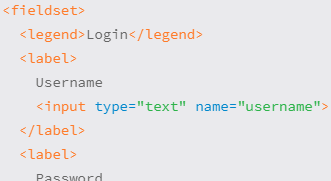 <fieldset>
<legend>Login</legend>
<label>
Username
<input type="text" name="username">
</label>
<label>
Password